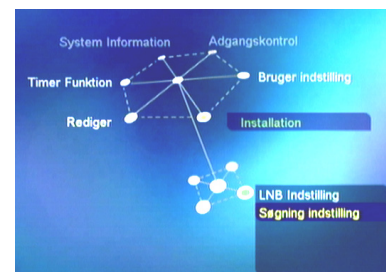 System Information
Adgangskontrol
Timer Funktion
Bruger indstilling
Rediger
Installation
LNB Indstilling
Søgning indstilling